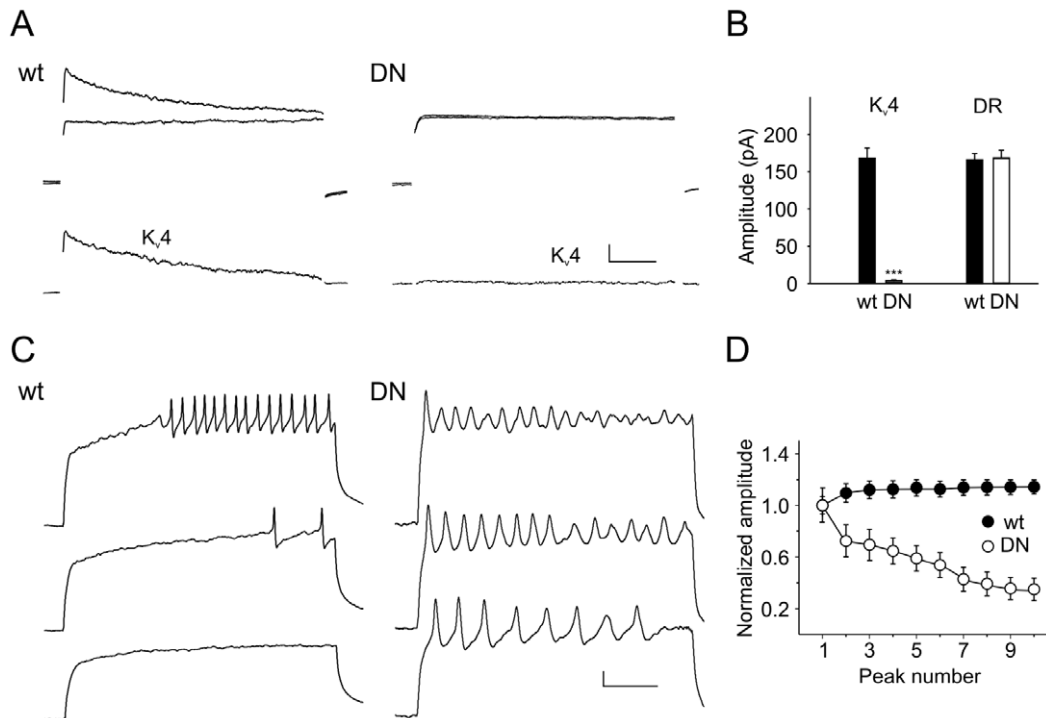 A
B
wt
DN
Kv4
DR
Kv4
Kv4
Amplitude (pA)
200
150
100
50
0
***
wt DN
wt DN
C
D
wt
DN
Normalized amplitude
1.4
1.0
0.6
0.2
wt
DN
1
3
5
7
9
Peak number